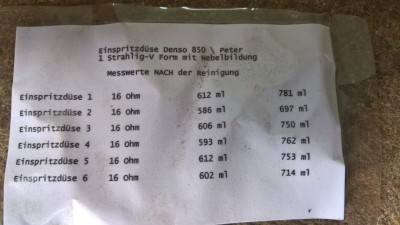 Einspritzdüse Denso 850 \ Peter
1 Strahlig-V Form mit Nebelbildung
Messwerte NACH der Reinigung
Einspritzdüse 1 16 Ohm 612 ml 781 ml
Einspritzdüse 2 16 Ohm 586 ml 697 ml
Einspritzdüse 3 16 Ohm 606 ml 750 ml
Einspritzdüse 4 16 Ohm 593 ml 762 ml
Einspritzdüse 5 16 Ohm 612 ml 753 ml
Einspritzdüse 6 16 Ohm 602 ml 714 ml